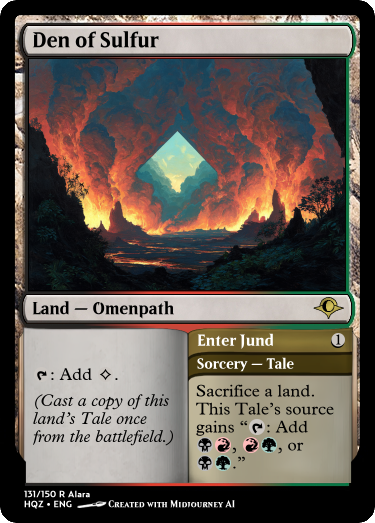 Den of Sulfur
Land — Omenpath
: Add .
(Cast a copy of this
land's Tale once
from the battlefield.)
Enter Jund 1
Sorcery — Tale
Sacrifice a land.
This Tale's source
gains “: Add
, , or
.”
131/150 R Alara
HQZ • ENG Created with Midjourney AI